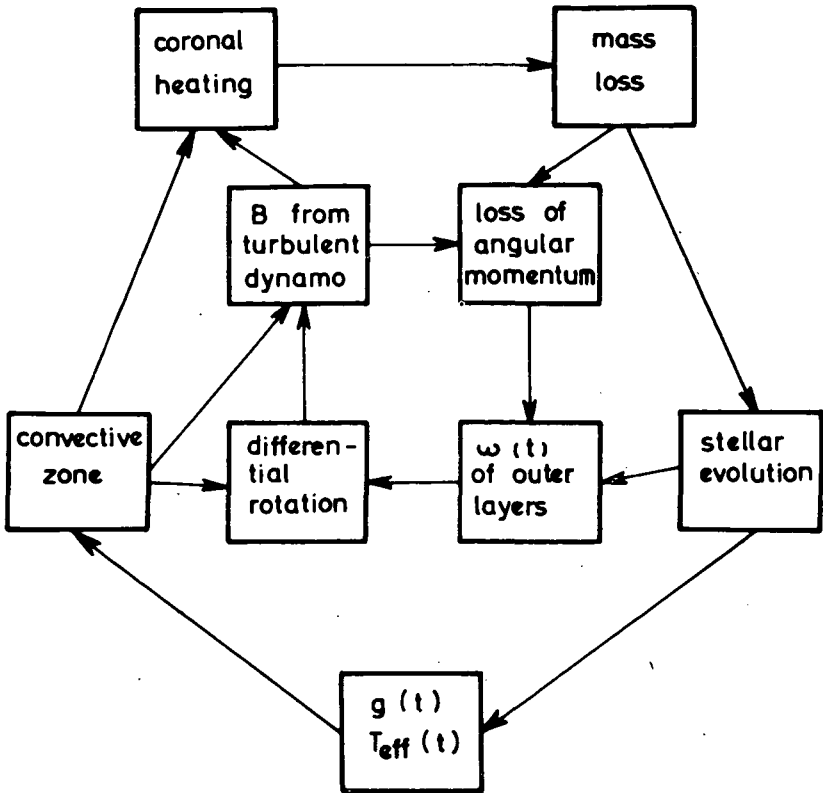 coronal
heating
mass
loss
B from
turbulent
dynamo
loss of
angular
momentum
convective
zone
differen-
tial
rotation
ω(t)
of outer
layers
stellar
evolution
g(t)
Teff(t)